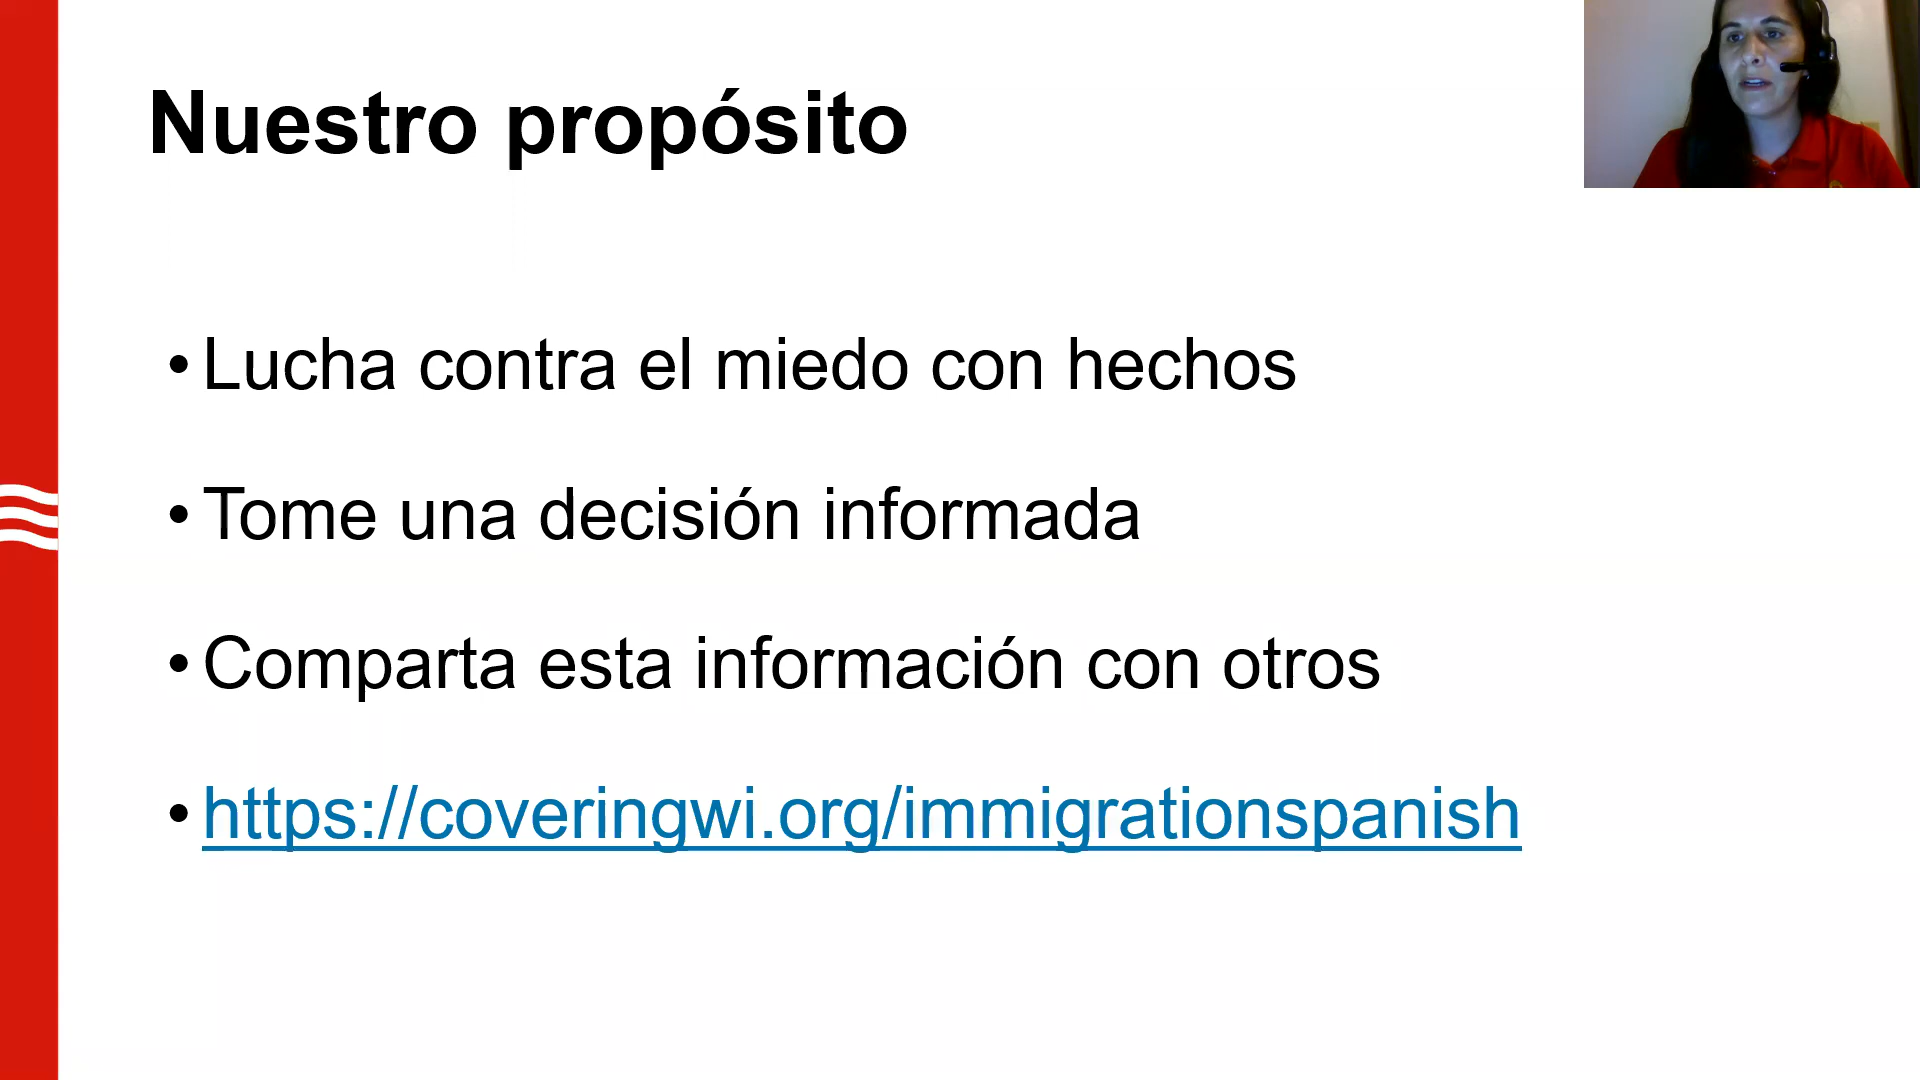 Nuestro propósito
• Lucha contra el miedo con hechos
• Tome una decisión informada
• Comparta esta información con otros
• https://coveringwi.org/immigrationspanish